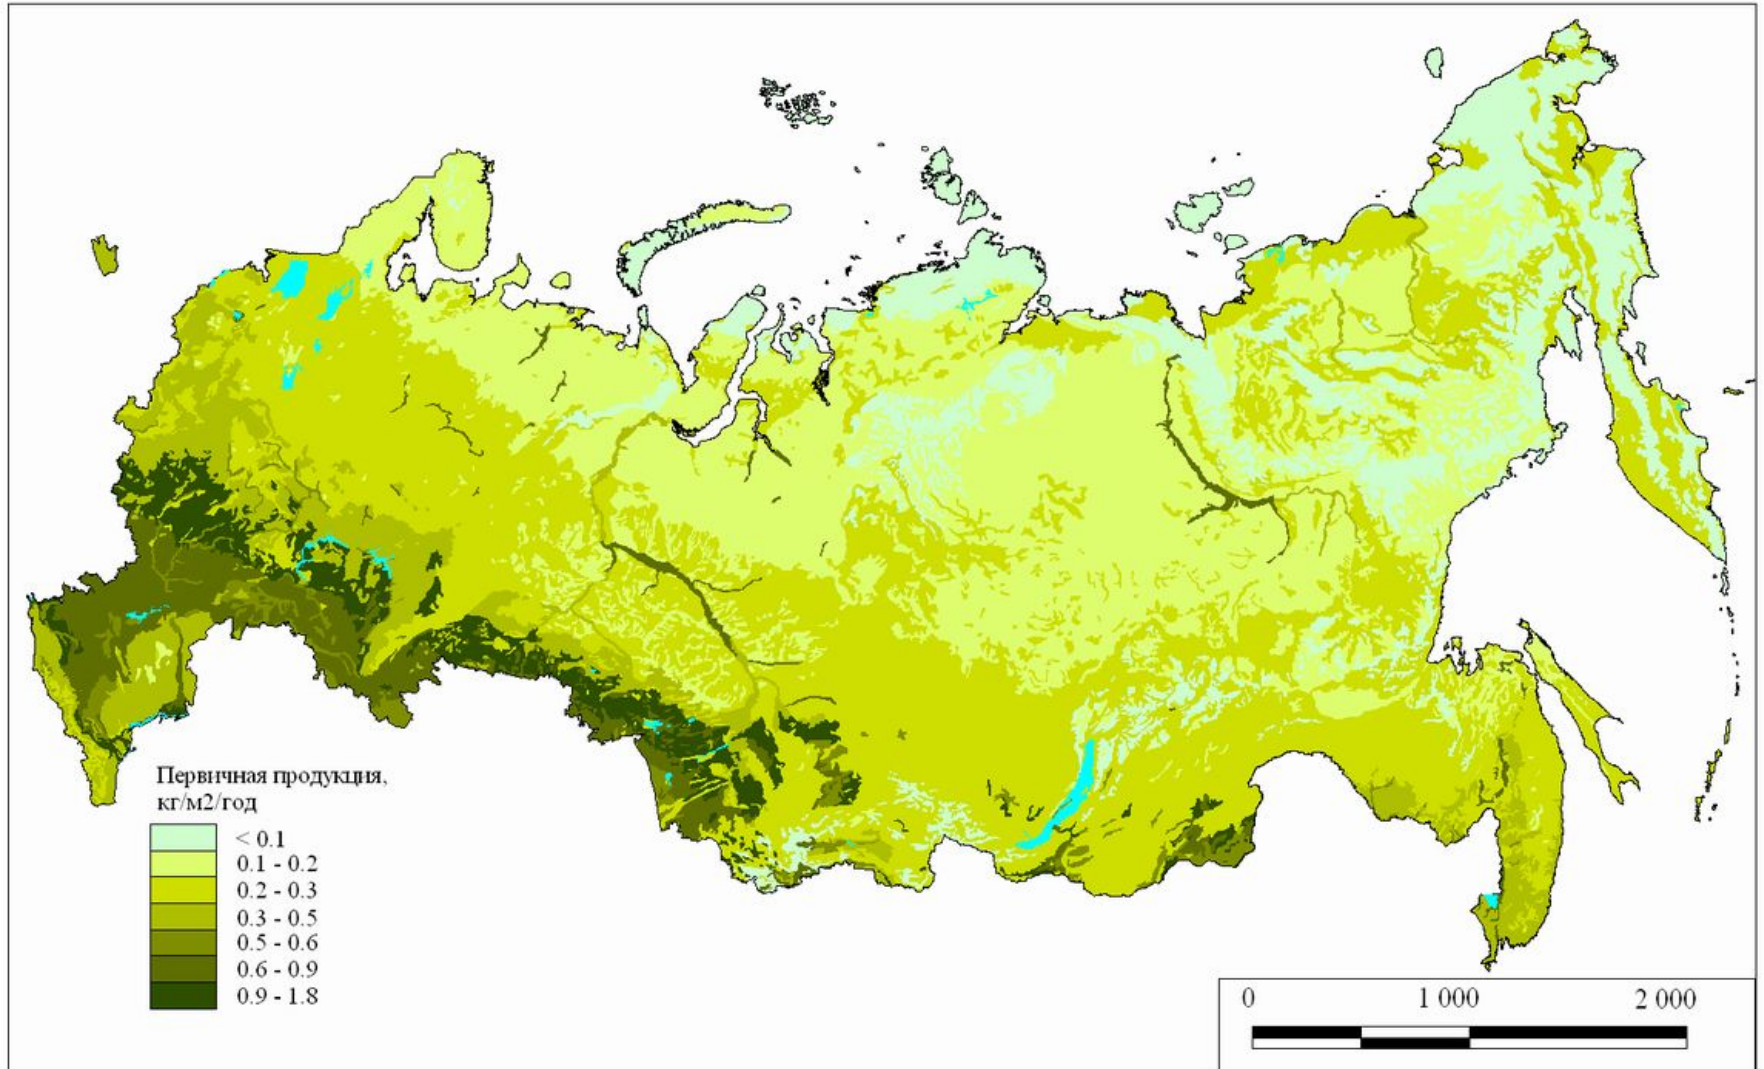 Первичная продукция,
кг/м2/год
< 0.1
0.1 - 0.2
0.2 - 0.3
0.3 - 0.5
0.5 - 0.6
0.6 - 0.9
0.9 - 1.8
0 1 000 2 000